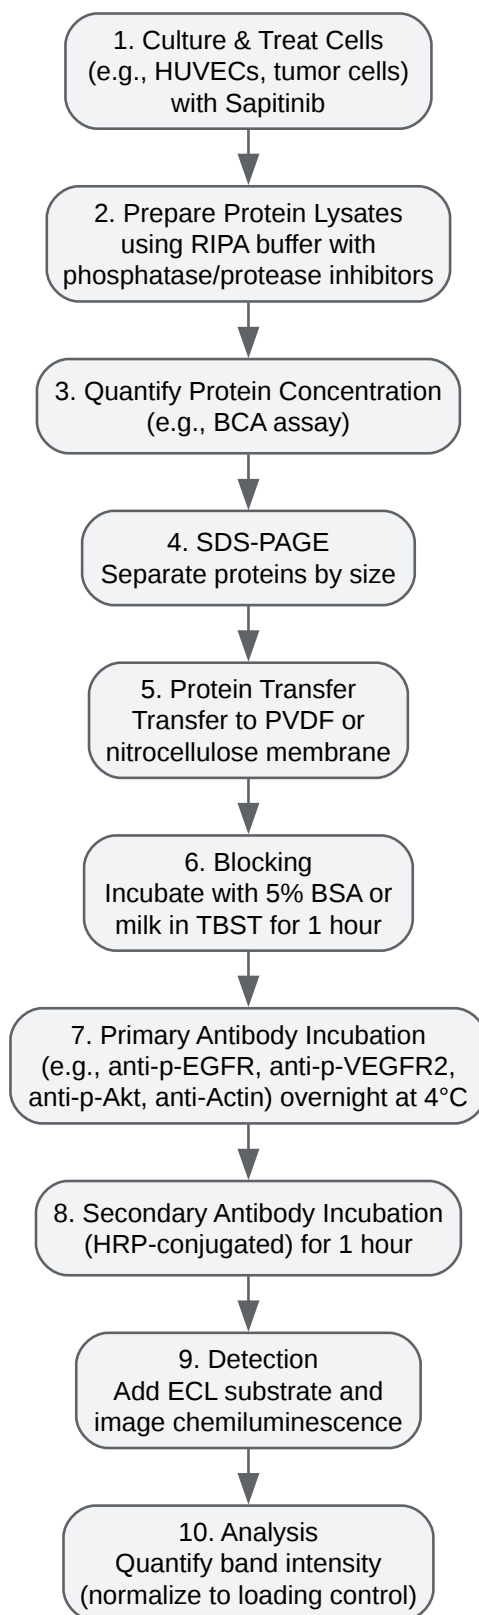 1. Culture & Treat Cells
(e.g., HUVECs, tumor cells)
with Sapitinib
2. Prepare Protein Lysates
using RIPA buffer with
phosphatase/protease inhibitors
3. Quantify Protein Concentration
(e.g., BCA assay)
4. SDS-PAGE
Separate proteins by size
5. Protein Transfer
Transfer to PVDF or
nitrocellulose membrane
6. Blocking
Incubate with 5% BSA or
milk in TBST for 1 hour
7. Primary Antibody Incubation
(e.g., anti-p-EGFR, anti-p-VEGFR2,
anti-p-Akt, anti-Actin) overnight at 4°C
8. Secondary Antibody Incubation
(HRP-conjugated) for 1 hour
9. Detection
Add ECL substrate and
image chemiluminescence
10. Analysis
Quantify band intensity
(normalize to loading control)